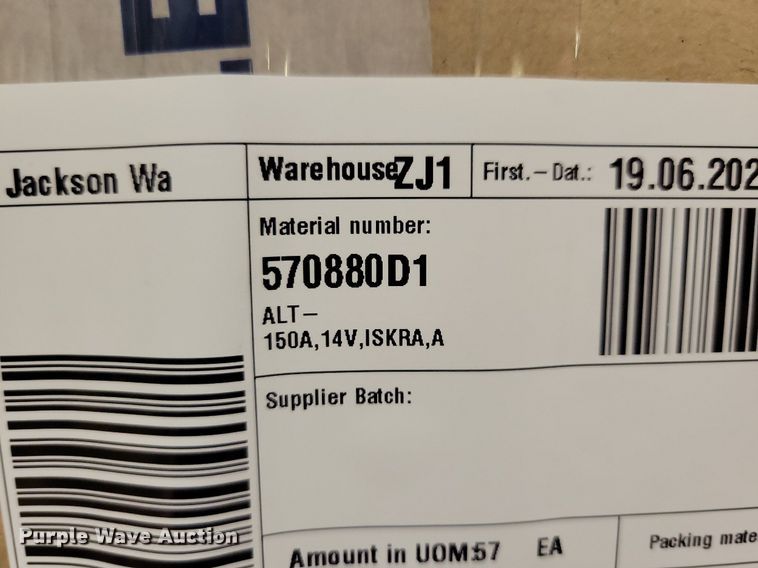 Jackson Wa
Warehouse ZJ1
First.-Dat.: 19.06.202
Material number:
570880D1
ALT-
150A,14V,ISKRA,A
Supplier Batch:
Amount in UOM:57 EA
Packing mate
Purple Wave Auction